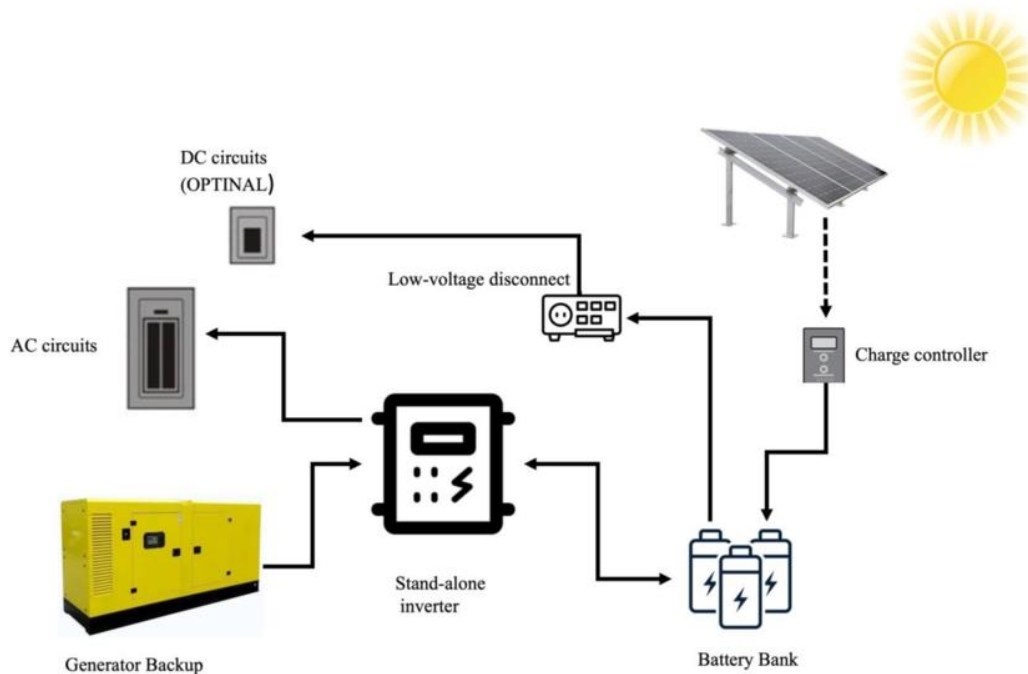 DC circuits
(OPTINAL)
Low-voltage disconnect
AC circuits
Charge controller
Stand-alone
inverter
Generator Backup
Battery Bank